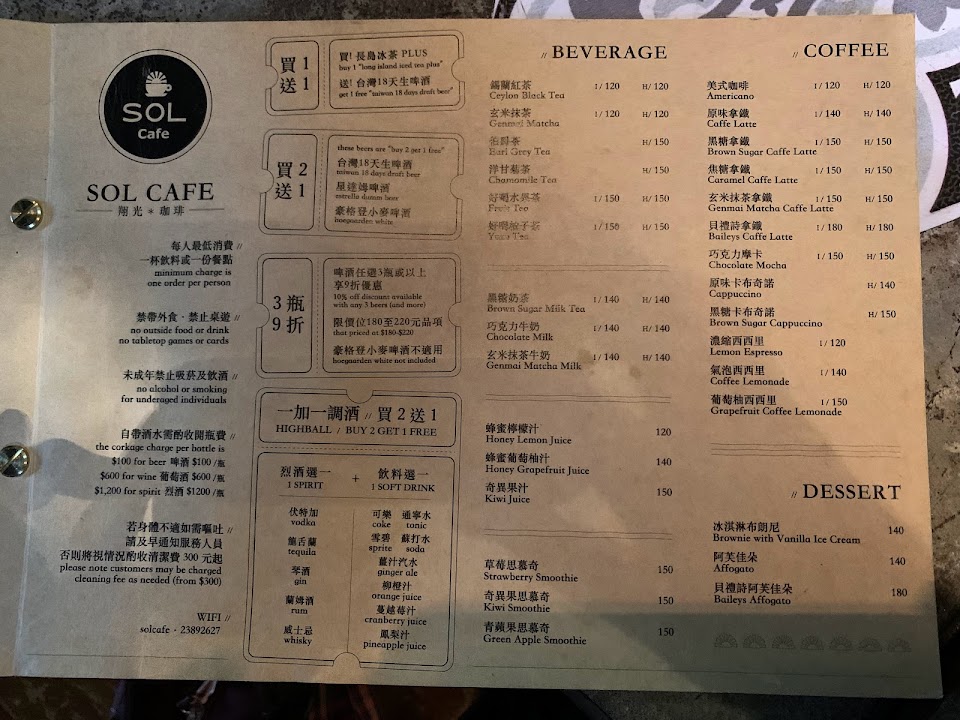 SOL
Cafe
SOL CAFE
翔光＊珈琲
每人最低消費 //
一杯飲料或一份餐點
minimum charge is
one order per person
禁帶外食．禁止桌遊 //
no outside food or drink
no tabletop games or cards
未成年禁止吸菸及飲酒 //
no alcohol or smoking
for underaged individuals
自帶酒水需酌收開瓶費 //
the corkage charge per bottle is
$100 for beer 啤酒 $100 /瓶
$600 for wine 葡萄酒 $600 /瓶
$1,200 for spirit 烈酒 $1200 /瓶
若身體不適如需嘔吐 //
請及早通知服務人員
否則將視情況酌收清潔費 300 元起
please note customers may be charged
cleaning fee as needed (from $300)
WIFI //
solcafe · 23892627
買 1
送 1
買! 長島冰茶 PLUS
buy 1 "long island iced tea plus"
送! 台灣18天生啤酒
get 1 free "taiwan 18 days draft beer"
買 2
送 1
these beers are "buy 2 get 1 free"
台灣18天生啤酒
taiwan 18 days draft beer
星達姆啤酒
estrella damm beer
豪格登小麥啤酒
hoegaarden white
3 瓶
9 折
啤酒任選3瓶或以上
享9折優惠
10% off discount available
with any 3 beers (and more)
限價位180至220元品項
that priced at $180-$220
豪格登小麥啤酒不適用
hoegaarden white not included
一加一調酒 // 買 2 送 1
HIGHBALL / BUY 2 GET 1 FREE
烈酒選一 + 飲料選一
1 SPIRIT 1 SOFT DRINK
伏特加
vodka
龍舌蘭
tequila
琴酒
gin
蘭姆酒
rum
威士忌
whisky
可樂 通寧水
coke tonic
雪碧 蘇打水
sprite soda
薑汁汽水
ginger ale
柳橙汁
orange juice
蔓越莓汁
cranberry juice
鳳梨汁
pineapple juice
// BEVERAGE
錫蘭紅茶 I / 120 H/ 120
Ceylon Black Tea
玄米抹茶 I / 120 H/ 120
Genmai Matcha
伯爵茶 H/ 150
Earl Grey Tea
洋甘菊茶 H/ 150
Chamomile Tea
好喝水果茶 I / 150 H/ 150
Fruit Tea
好喝柚子茶 I / 150 H/ 150
Yuzu Tea
黑糖奶茶 I / 140 H/ 140
Brown Sugar Milk Tea
巧克力牛奶 I / 140 H/ 140
Chocolate Milk
玄米抹茶牛奶 I / 140 H/ 140
Genmai Matcha Milk
蜂蜜檸檬汁 120
Honey Lemon Juice
蜂蜜葡萄柚汁 140
Honey Grapefruit Juice
奇異果汁 150
Kiwi Juice
草莓思慕奇 150
Strawberry Smoothie
奇異果思慕奇 150
Kiwi Smoothie
青蘋果思慕奇 150
Green Apple Smoothie
// COFFEE
美式咖啡 I / 120 H/ 120
Americano
原味拿鐵 I / 140 H/ 140
Caffe Latte
黑糖拿鐵 I / 150 H/ 150
Brown Sugar Caffe Latte
焦糖拿鐵 I / 150 H/ 150
Caramel Caffe Latte
玄米抹茶拿鐵 I / 150 H/ 150
Genmai Matcha Caffe Latte
貝禮詩拿鐵 I / 180 H/ 180
Baileys Caffe Latte
巧克力摩卡 I / 150 H/ 150
Chocolate Mocha
原味卡布奇諾 H/ 140
Cappuccino
黑糖卡布奇諾 H/ 150
Brown Sugar Cappuccino
濃縮西西里 I / 120
Lemon Espresso
氣泡西西里 I / 140
Coffee Lemonade
葡萄柚西西里 I / 150
Grapefruit Coffee Lemonade
// DESSERT
冰淇淋布朗尼 140
Brownie with Vanilla Ice Cream
阿芙佳朵 140
Affogato
貝禮詩阿芙佳朵 180
Baileys Affogato